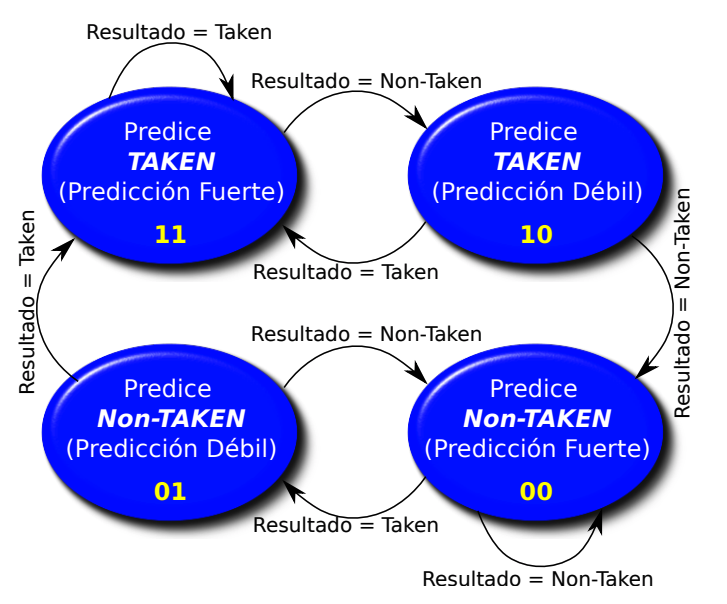 Resultado = Taken
Resultado = Non-Taken
Predice
TAKEN
(Predicción Fuerte)
11
Predice
TAKEN
(Predicción Débil)
10
Resultado = Taken
Resultado = Taken
Resultado = Non-Taken
Resultado = Non-Taken
Predice
Non-TAKEN
(Predicción Débil)
01
Predice
Non-TAKEN
(Predicción Fuerte)
00
Resultado = Taken
Resultado = Non-Taken